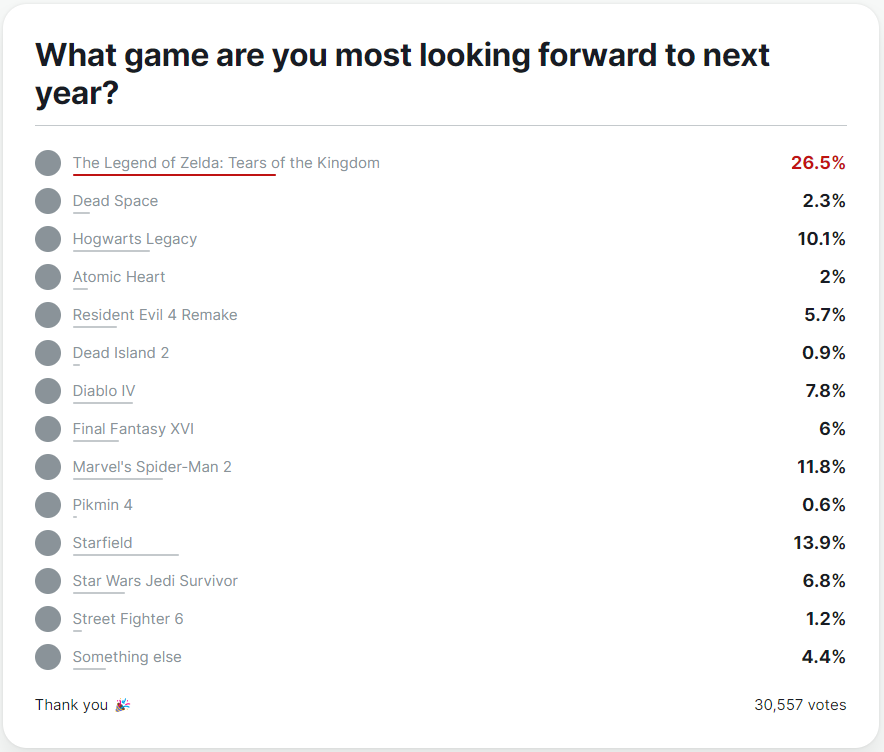 What game are you most looking forward to next
year?
The Legend of Zelda: Tears of the Kingdom 26.5%
Dead Space 2.3%
Hogwarts Legacy 10.1%
Atomic Heart 2%
Resident Evil 4 Remake 5.7%
Dead Island 2 0.9%
Diablo IV 7.8%
Final Fantasy XVI 6%
Marvel's Spider-Man 2 11.8%
Pikmin 4 0.6%
Starfield 13.9%
Star Wars Jedi Survivor 6.8%
Street Fighter 6 1.2%
Something else 4.4%
Thank you 🎉 30,557 votes